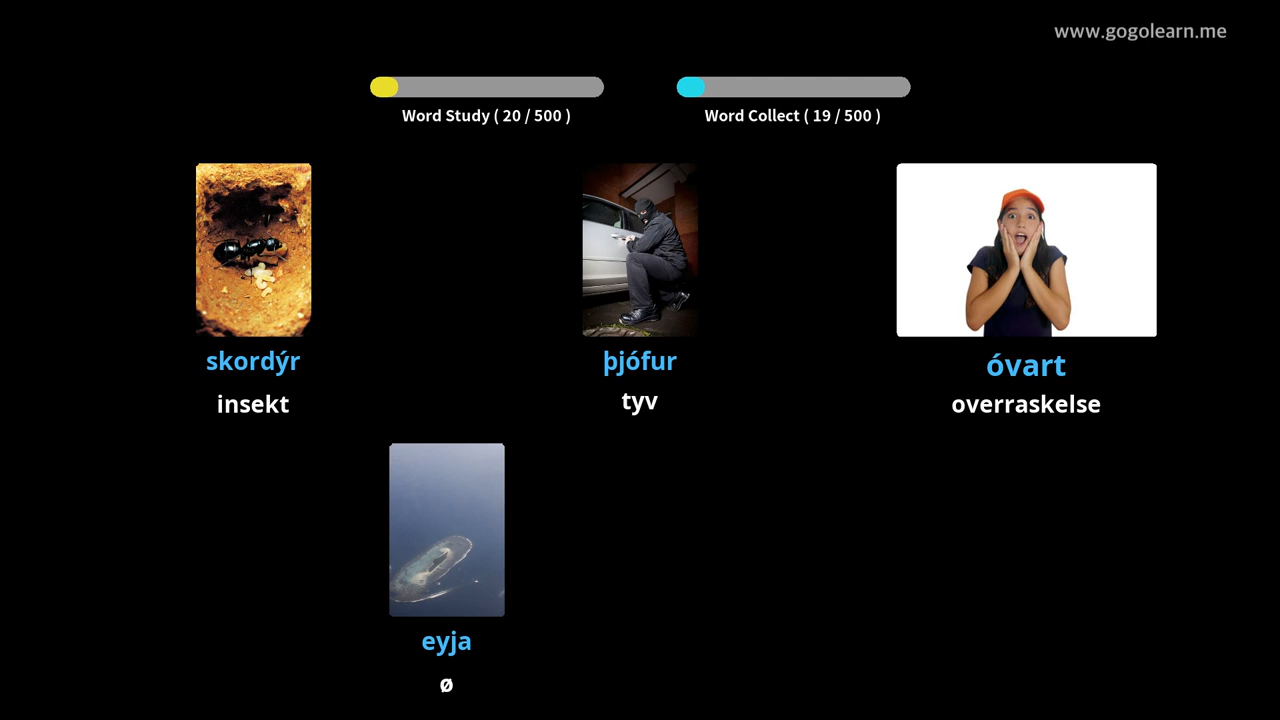 www.gogolearn.me
Word Study ( 20 / 500 )
Word Collect ( 19 / 500 )
skordýr
þjófur
óvart
insekt
tyv
overraskelse
eyja
ø